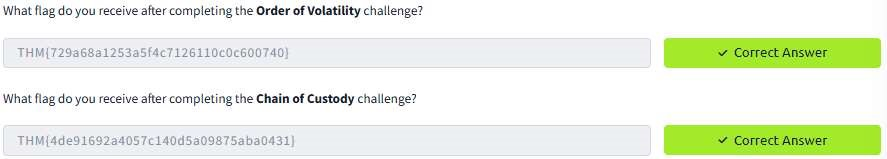 What flag do you receive after completing the Order of Volatility challenge?
THM{729a68a1253a5f4c7126110c0c600740}
✓ Correct Answer
What flag do you receive after completing the Chain of Custody challenge?
THM{4de91692a4057c140d5a09875aba0431}
✓ Correct Answer